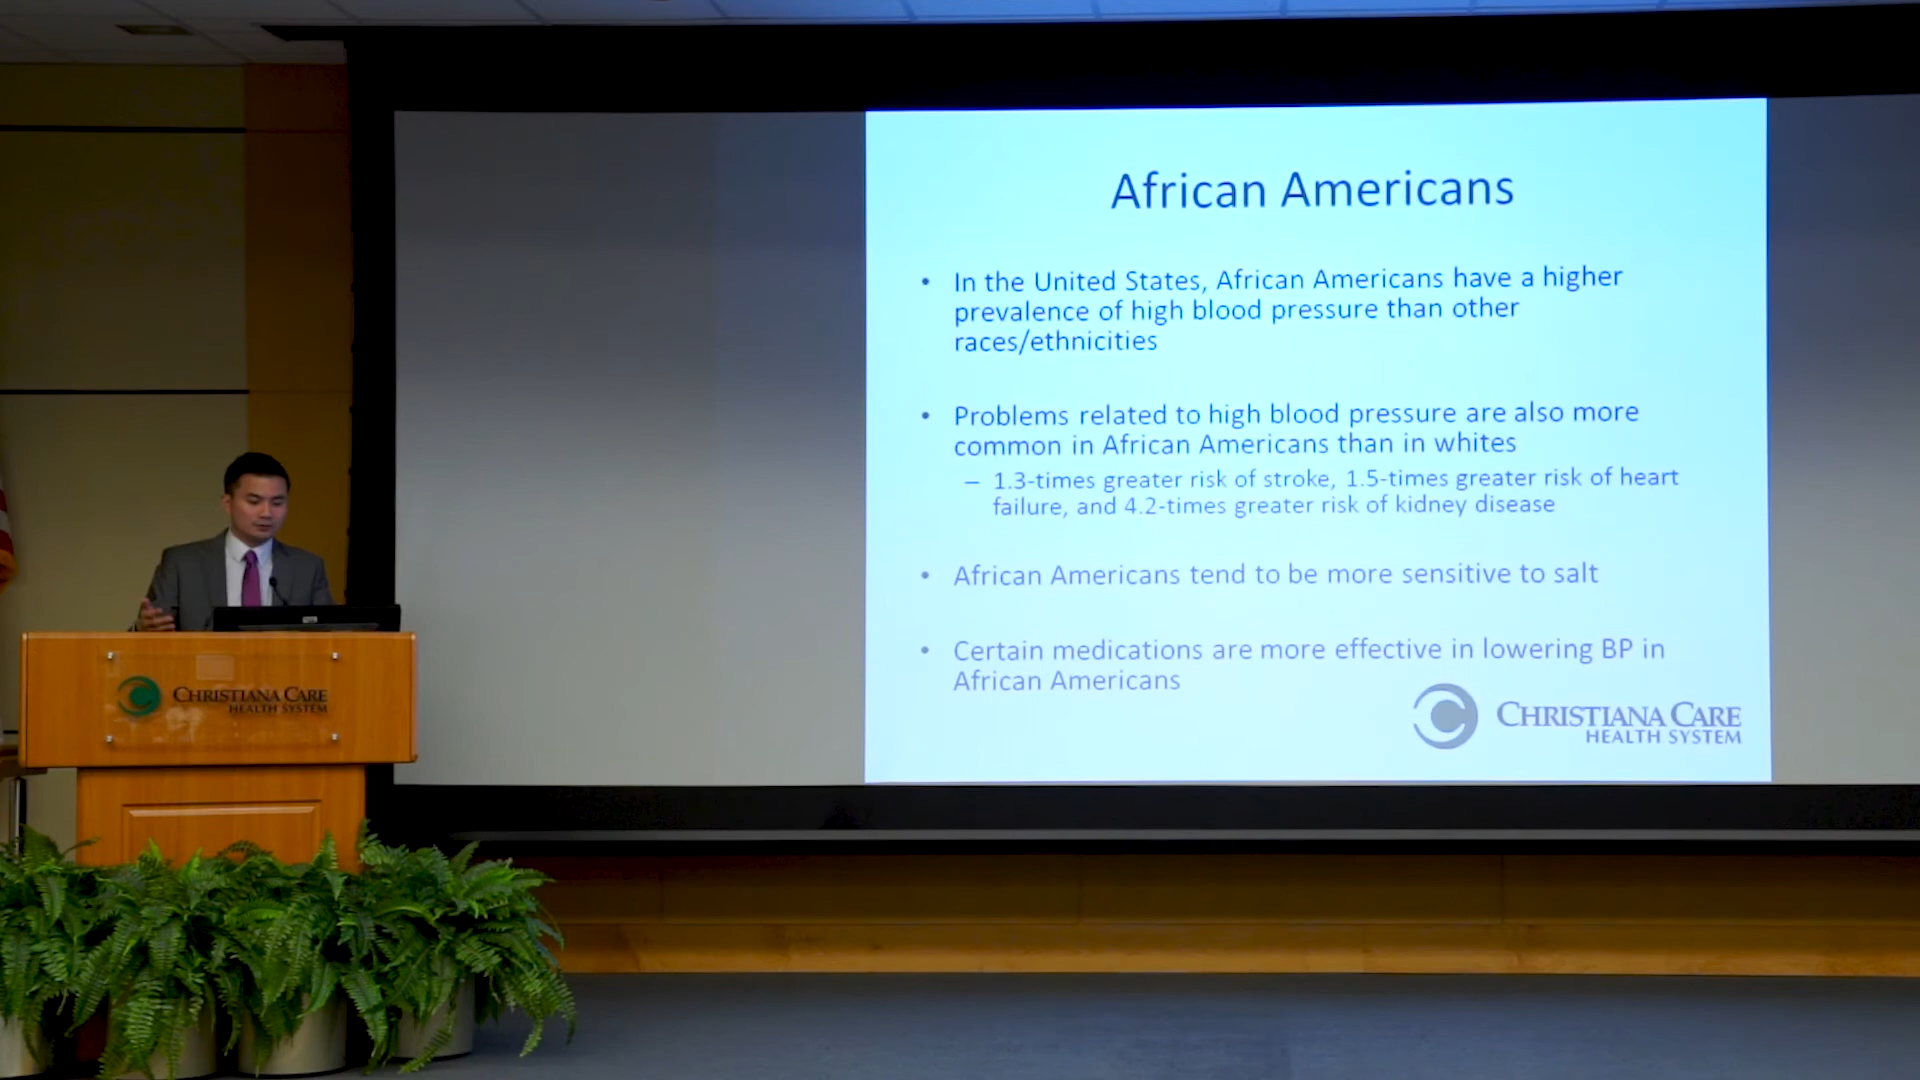 African Americans
• In the United States, African Americans have a higher
prevalence of high blood pressure than other
races/ethnicities
• Problems related to high blood pressure are also more
common in African Americans than in whites
– 1.3-times greater risk of stroke, 1.5-times greater risk of heart
failure, and 4.2-times greater risk of kidney disease
• African Americans tend to be more sensitive to salt
• Certain medications are more effective in lowering BP in
African Americans
CHRISTIANA CARE
HEALTH SYSTEM
CHRISTIANA CARE
HEALTH SYSTEM